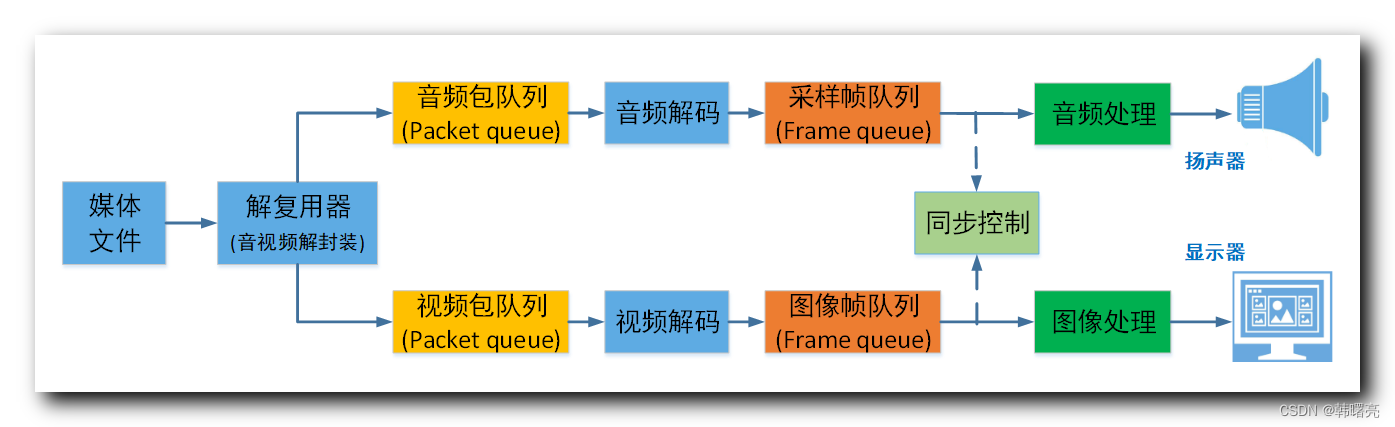 媒体
文件
解复用器
(音视频解封装)
音频包队列
(Packet queue)
音频解码
采样帧队列
(Frame queue)
音频处理
扬声器
同步控制
视频包队列
(Packet queue)
视频解码
图像帧队列
(Frame queue)
图像处理
显示器
CSDN @韩曙亮